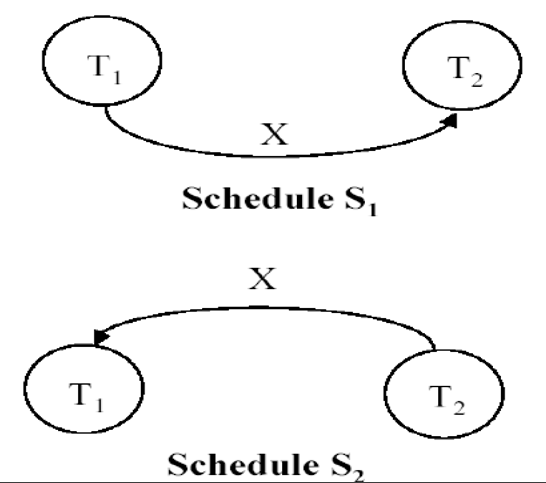 T₁ T₂
X
Schedule S₁
X
T₁ T₂
Schedule S₂